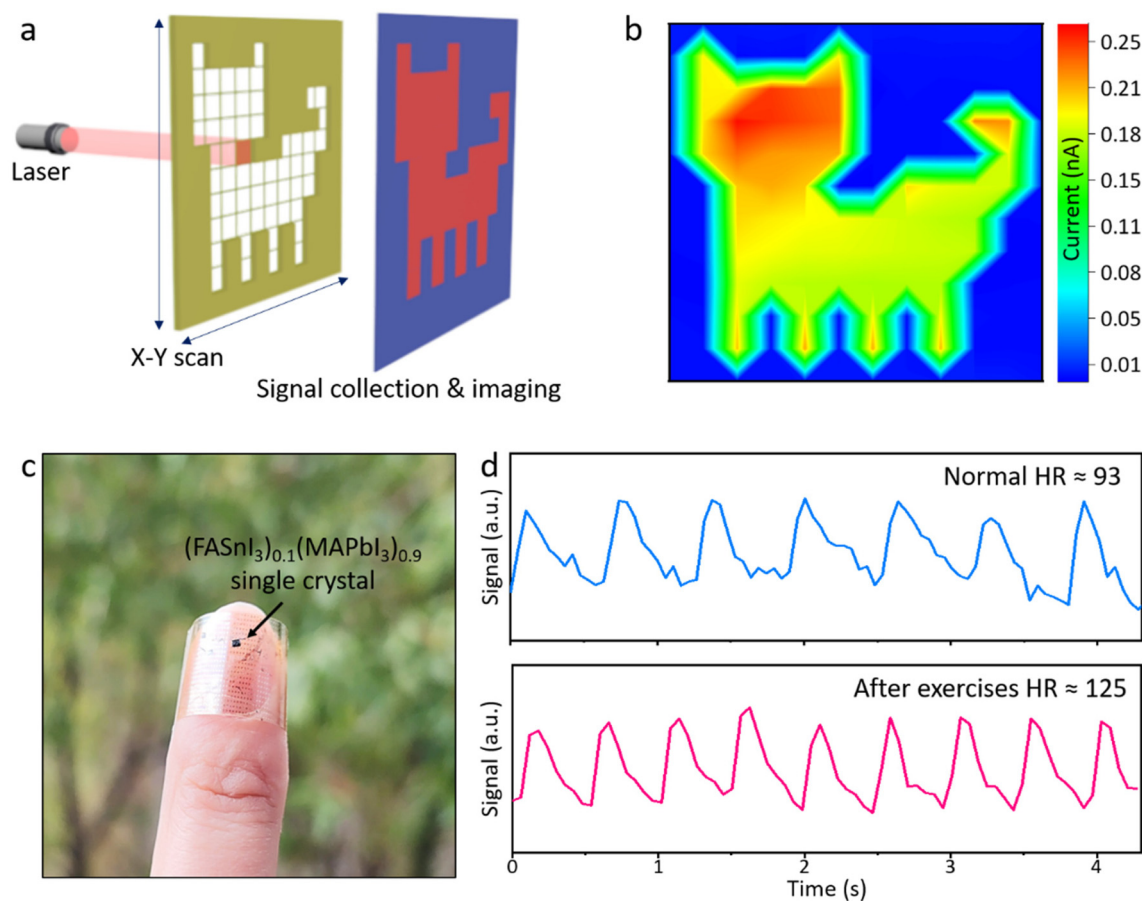 a
Laser
X-Y scan
Signal collection & imaging
b
0.25
0.21
0.18
0.15
0.11
0.08
0.05
0.01
Current (nA)
c
(FASnI₃)₀.₁(MAPbI₃)₀.₉
single crystal
d
Normal HR ≈ 93
Signal (a.u.)
After exercises HR ≈ 125
Signal (a.u.)
0 1 2 3 4
Time (s)